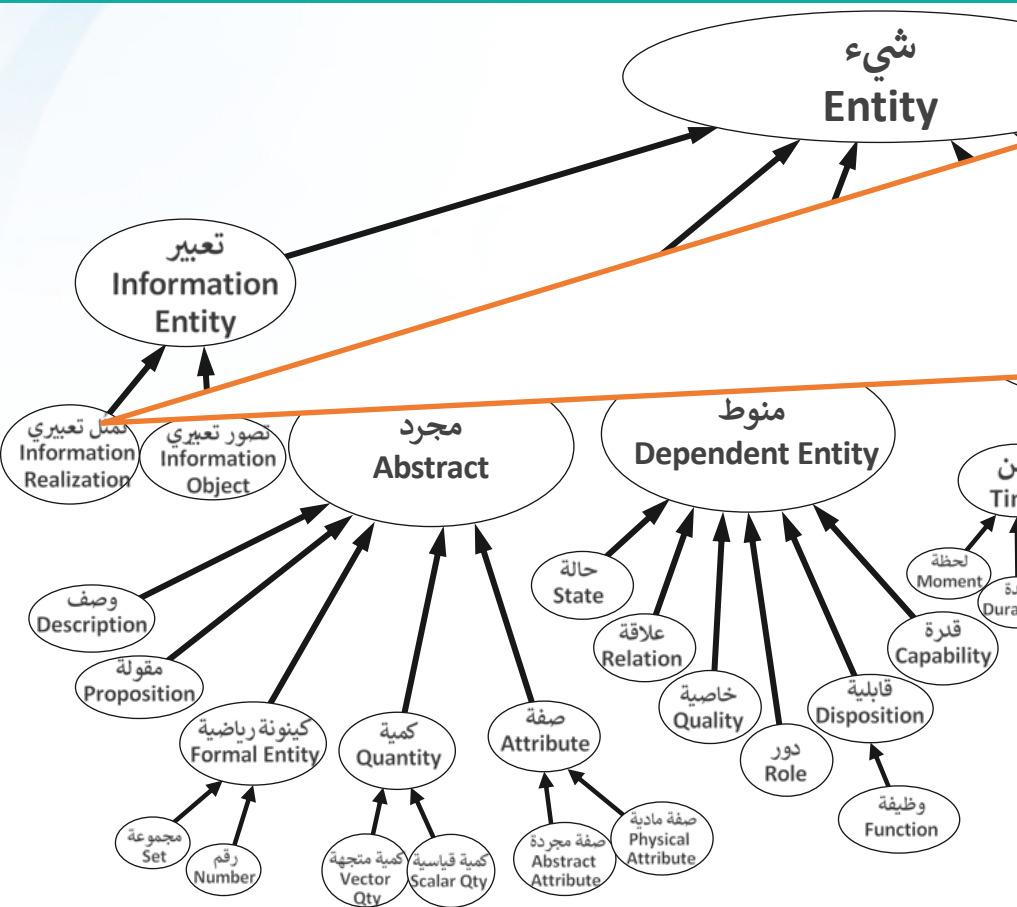 شيء
Entity
تعبير
Information
Entity
تعبيري
Information
Realization
تصور تعبيري
Information
Object
مجرد
Abstract
منوط
Dependent Entity
لحظة
Moment
وصف
Description
مقولة
Proposition
كينونة رياضية
Formal Entity
كمية
Quantity
صفة
Attribute
حالة
State
علاقة
Relation
خاصية
Quality
دور
Role
قابلية
Disposition
قدرة
Capability
وظيفة
Function
مجموعة
Set
رقم
Number
كمية متجهة
Vector
Qty
كمية قياسية
Scalar Qty
صفة مجردة
Abstract
Attribute
صفة مادية
Physical
Attribute